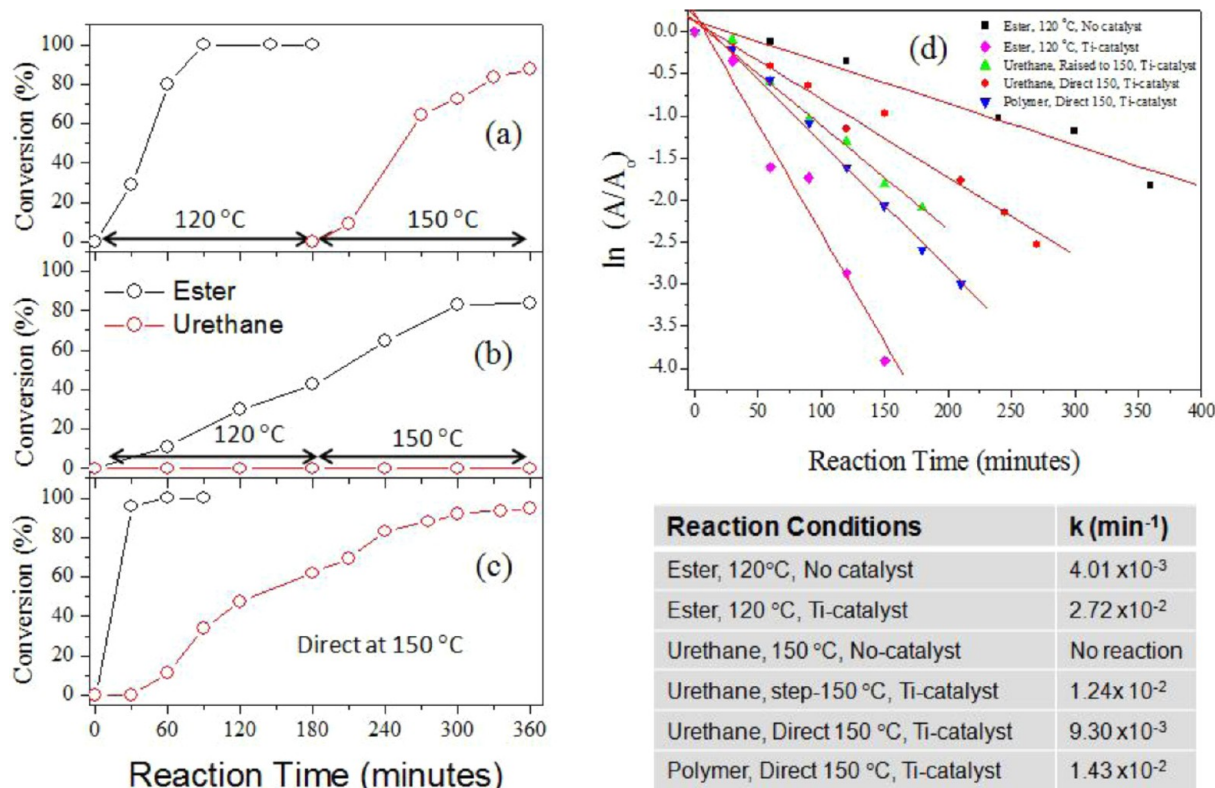 Conversion (%)
100
80
60
40
20
0
(a)
120 °C
150 °C
Conversion (%)
100
80
60
40
20
0
Ester
Urethane
(b)
120 °C
150 °C
Conversion (%)
100
80
60
40
20
0
(c)
Direct at 150 °C
0 60 120 180 240 300 360
Reaction Time (minutes)
(d)
Ester, 120 °C, No catalyst
Ester, 120 °C, Ti-catalyst
Urethane, Raised to 150, Ti-catalyst
Urethane, Direct 150, Ti-catalyst
Polymer, Direct 150, Ti-catalyst
ln (A/Ao)
0.0
-0.5
-1.0
-1.5
-2.0
-2.5
-3.0
-3.5
-4.0
0 50 100 150 200 250 300 350 400
Reaction Time (minutes)
Reaction Conditions k (min-1)
Ester, 120°C, No catalyst 4.01 x10-3
Ester, 120 °C, Ti-catalyst 2.72 x10-2
Urethane, 150 °C, No-catalyst No reaction
Urethane, step-150 °C, Ti-catalyst 1.24x 10-2
Urethane, Direct 150 °C, Ti-catalyst 9.30 x10-3
Polymer, Direct 150 °C, Ti-catalyst 1.43 x10-2